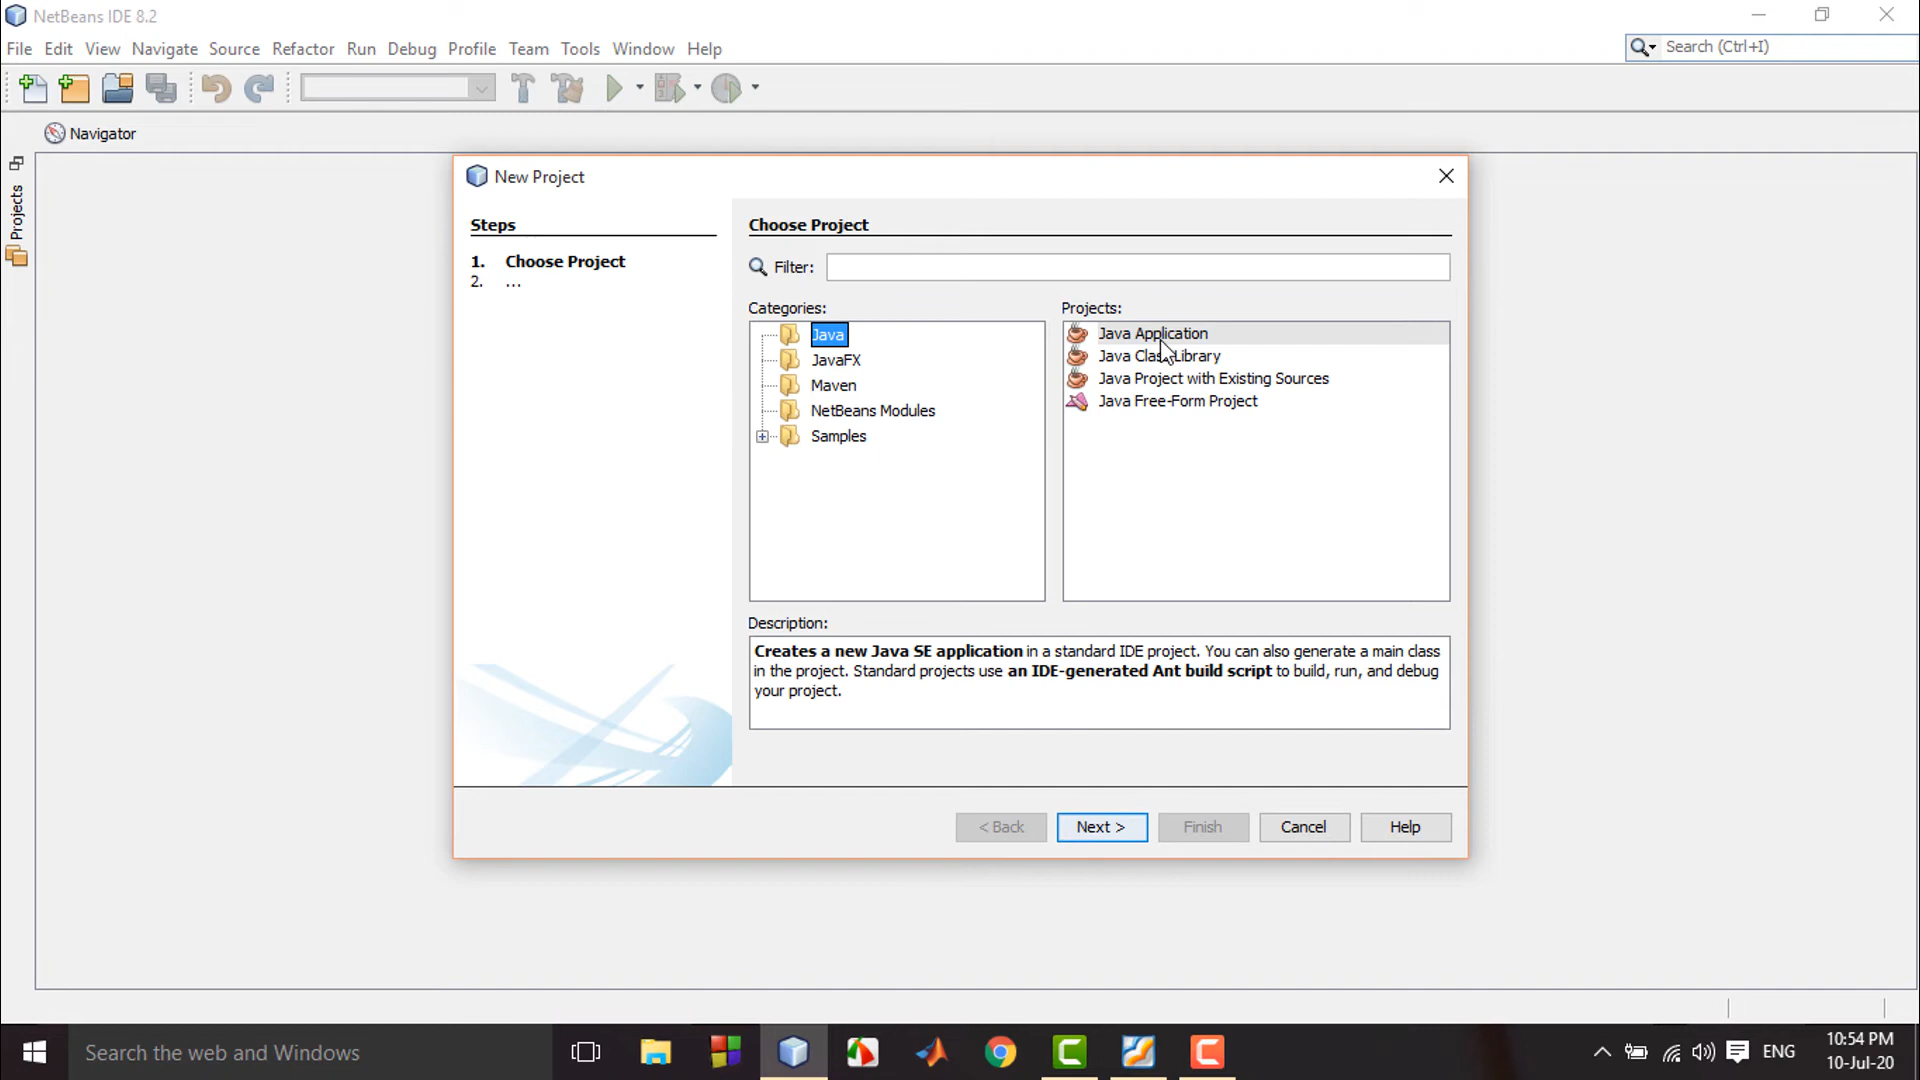 NetBeans IDE 8.2
File Edit View Navigate Source Refactor Run Debug Profile Team Tools Window Help
Search (Ctrl+I)
Navigator
Projects
New Project
Steps
1. Choose Project
2. ...
Choose Project
Filter:
Categories:
Java
JavaFX
Maven
NetBeans Modules
Samples
Projects:
Java Application
Java Class Library
Java Project with Existing Sources
Java Free-Form Project
Description:
Creates a new Java SE application in a standard IDE project. You can also generate a main class
in the project. Standard projects use an IDE-generated Ant build script to build, run, and debug
your project.
< Back Next > Finish Cancel Help
Search the web and Windows
ENG
10:54 PM
10-Jul-20